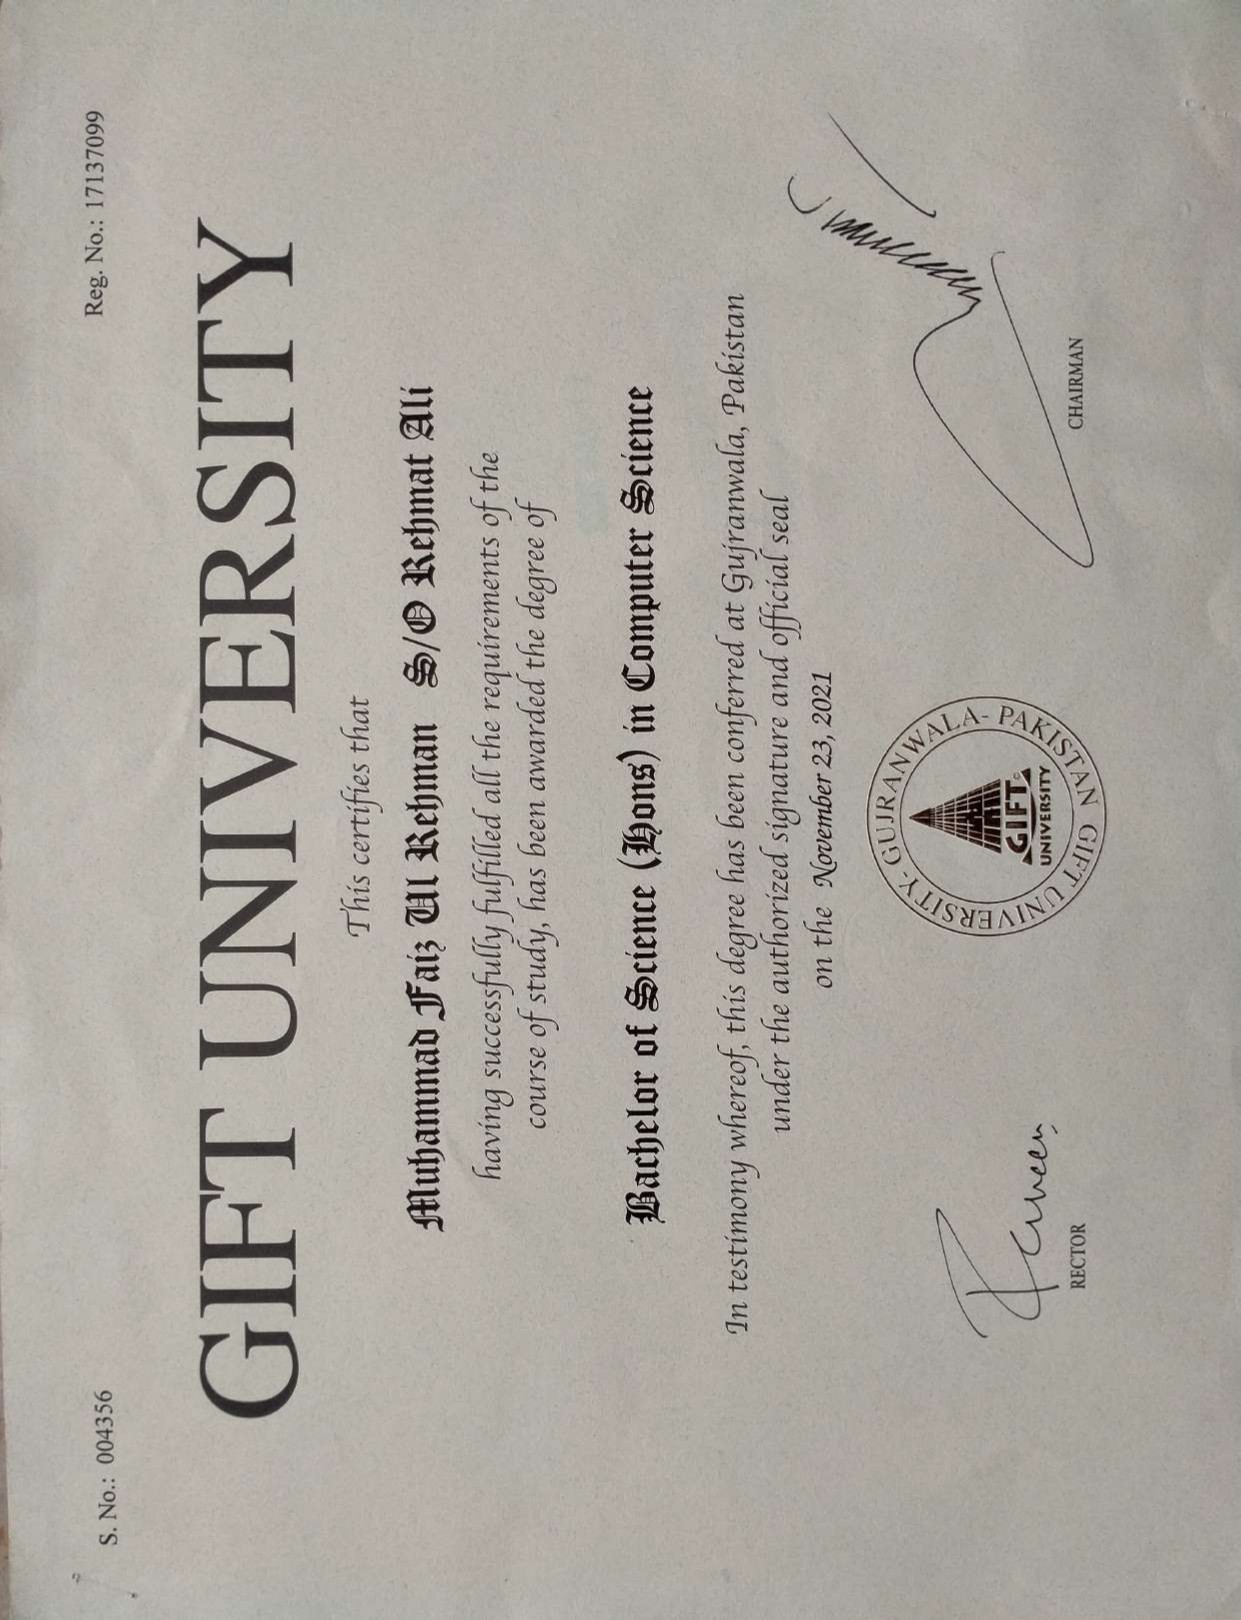 S. No.: 004356
Reg. No.: 17137099
GIFT UNIVERSITY
This certifies that
Muhammad Faiz Ul Rehman S/O Rehmat Ali
having successfully fulfilled all the requirements of the
course of study, has been awarded the degree of
Bachelor of Science (Hons) in Computer Science
In testimony whereof, this degree has been conferred at Gujranwala, Pakistan
under the authorized signature and official seal
on the November 23, 2021
GIFT UNIVERSITY - GUJRANWALA - PAKISTAN
GIFT
UNIVERSITY
RECTOR
CHAIRMAN